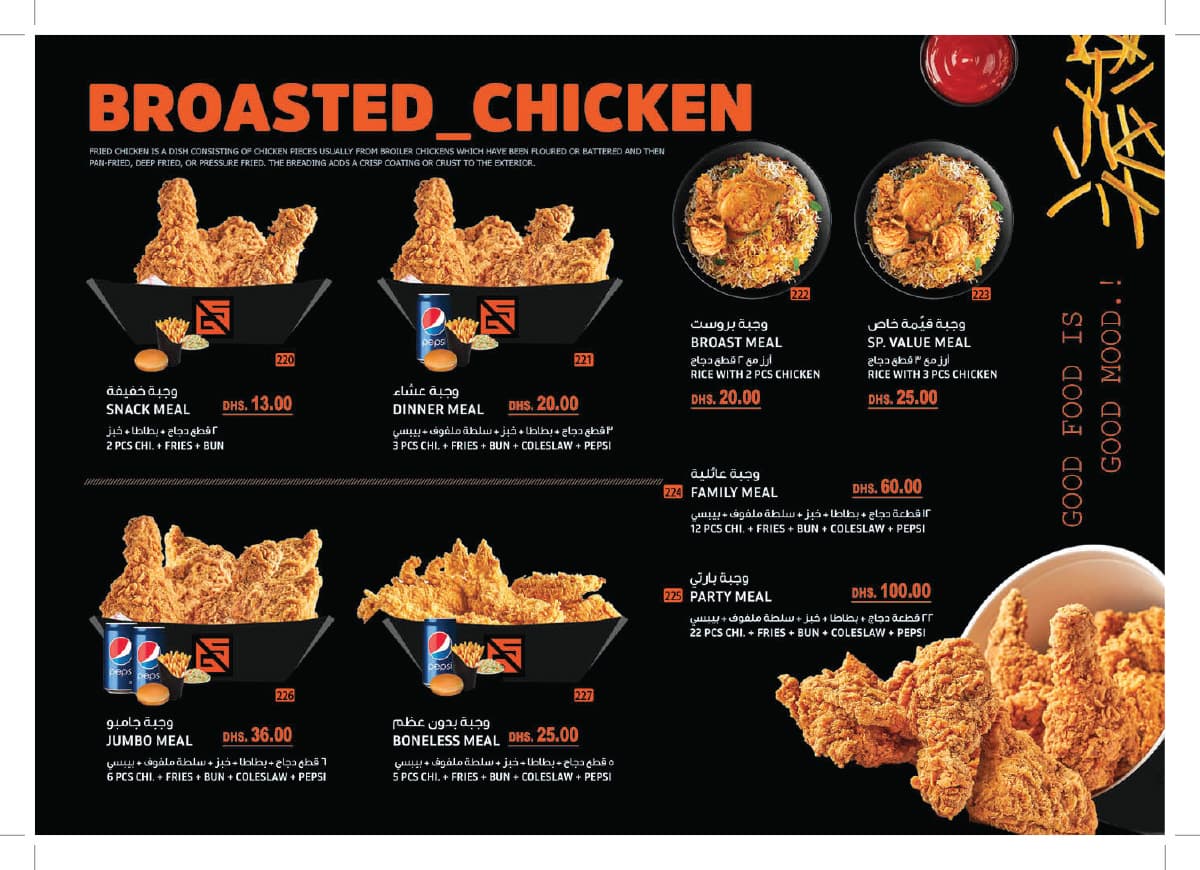 BROASTED_CHICKEN
FRIED CHICKEN IS A DISH CONSISTING OF CHICKEN PIECES USUALLY FROM BROILER CHICKENS WHICH HAVE BEEN FLOURED OR BATTERED AND THEN
PAN-FRIED, DEEP FRIED, OR PRESSURE FRIED. THE BREADING ADDS A CRISP COATING OR CRUST TO THE EXTERIOR.
220
وجبة خفيفة
SNACK MEAL
DHS. 13.00
٢ قطع دجاج + بطاطا + خبز
2 PCS CHI. + FRIES + BUN
pepsi
221
وجبة عشاء
DINNER MEAL
DHS. 20.00
٣ قطع دجاج + بطاطا + خبز + سلطة ملفوف + بيبسي
3 PCS CHI. + FRIES + BUN + COLESLAW + PEPSI
222
وجبة بروست
BROAST MEAL
أرز مع ٢ قطع دجاج
RICE WITH 2 PCS CHICKEN
DHS. 20.00
223
وجبة قيّمة خاص
SP. VALUE MEAL
أرز مع ٣ قطع دجاج
RICE WITH 3 PCS CHICKEN
DHS. 25.00
وجبة عائلية
224
FAMILY MEAL
DHS. 60.00
١٢ قطعة دجاج + بطاطا + خبز + سلطة ملفوف + بيبسي
12 PCS CHI. + FRIES + BUN + COLESLAW + PEPSI
وجبة بارتي
225
PARTY MEAL
DHS. 100.00
٢٢ قطعة دجاج + بطاطا + خبز + سلطة ملفوف + بيبسي
22 PCS CHI. + FRIES + BUN + COLESLAW + PEPSI
pepsi
pepsi
226
وجبة جامبو
JUMBO MEAL
DHS. 36.00
٦ قطع دجاج + بطاطا + خبز + سلطة ملفوف + بيبسي
6 PCS CHI. + FRIES + BUN + COLESLAW + PEPSI
pepsi
227
وجبة بدون عظم
BONELESS MEAL
DHS. 25.00
٥ قطع دجاج + بطاطا + خبز + سلطة ملفوف + بيبسي
5 PCS CHI. + FRIES + BUN + COLESLAW + PEPSI
GOOD FOOD IS
GOOD MOOD.!